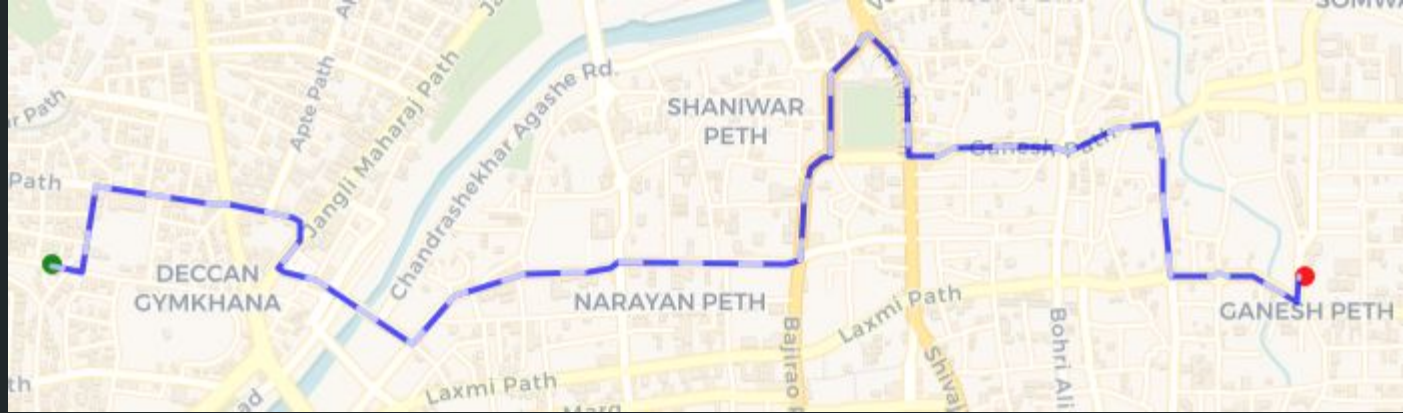 Apte Path
Jangli Maharaj Path
Chandrashekhar Agashe Rd.
SHANIWAR
PETH
Ganesh Path
Path
DECCAN
GYMKHANA
NARAYAN PETH
GANESH PETH
Laxmi Path
Bajirao
Bohri Ali
Laxmi Path